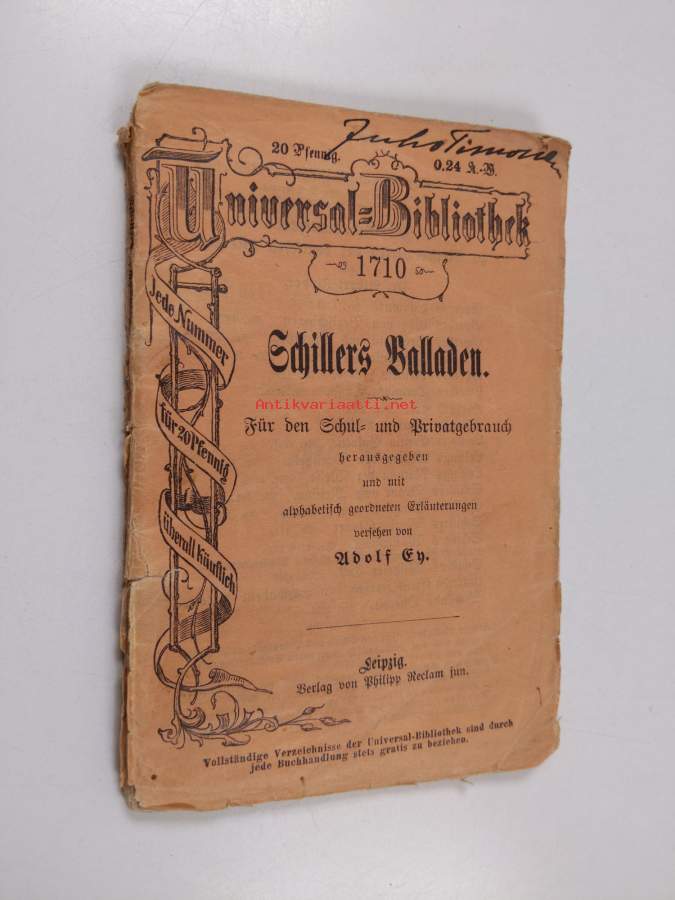 Juho Timonen
20 Pfennig. 0,24 K.-W.
Universal-Bibliothek
1710
Jede Nummer
für 20 Pfennig
überall käuflich
Schillers Balladen.
Antikvariaatti.net
Für den Schul- und Privatgebrauch
herausgegeben
und mit
alphabetisch geordneten Erläuterungen
versehen von
Adolf Ey.
Leipzig.
Verlag von Philipp Reclam jun.
Vollständige Verzeichnisse der Universal-Bibliothek sind durch
jede Buchhandlung stets gratis zu beziehen.